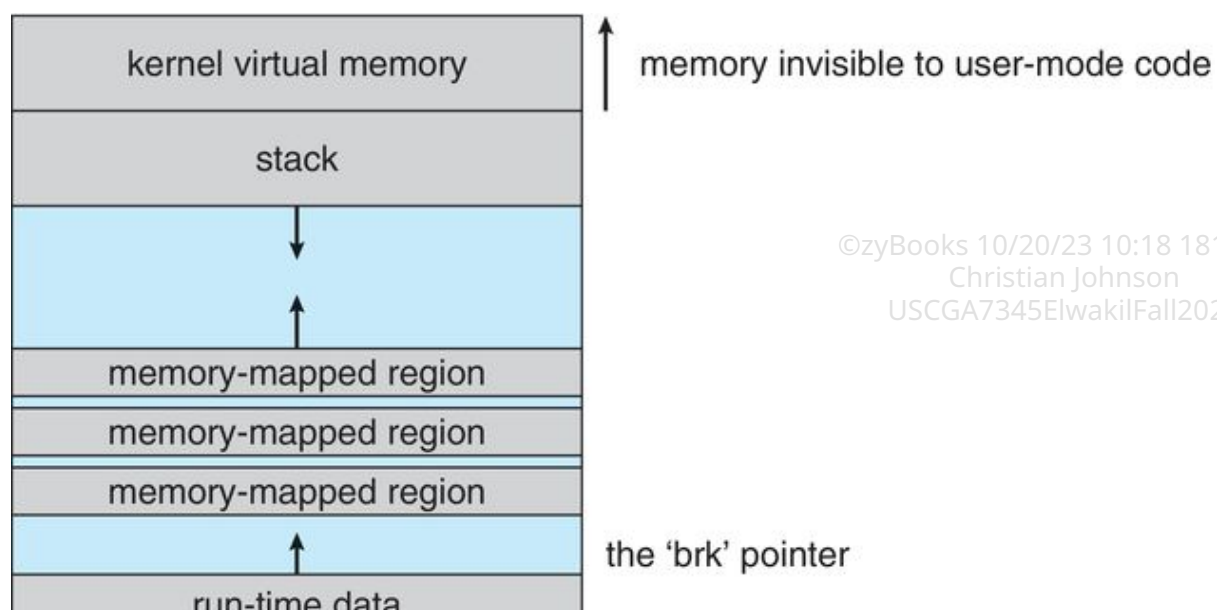 kernel virtual memory
memory invisible to user-mode code
stack
©zyBooks 10/20/23 10:18
Christian Johnson
memory-mapped region
memory-mapped region
memory-mapped region
the ‘brk’ pointer
run-time data